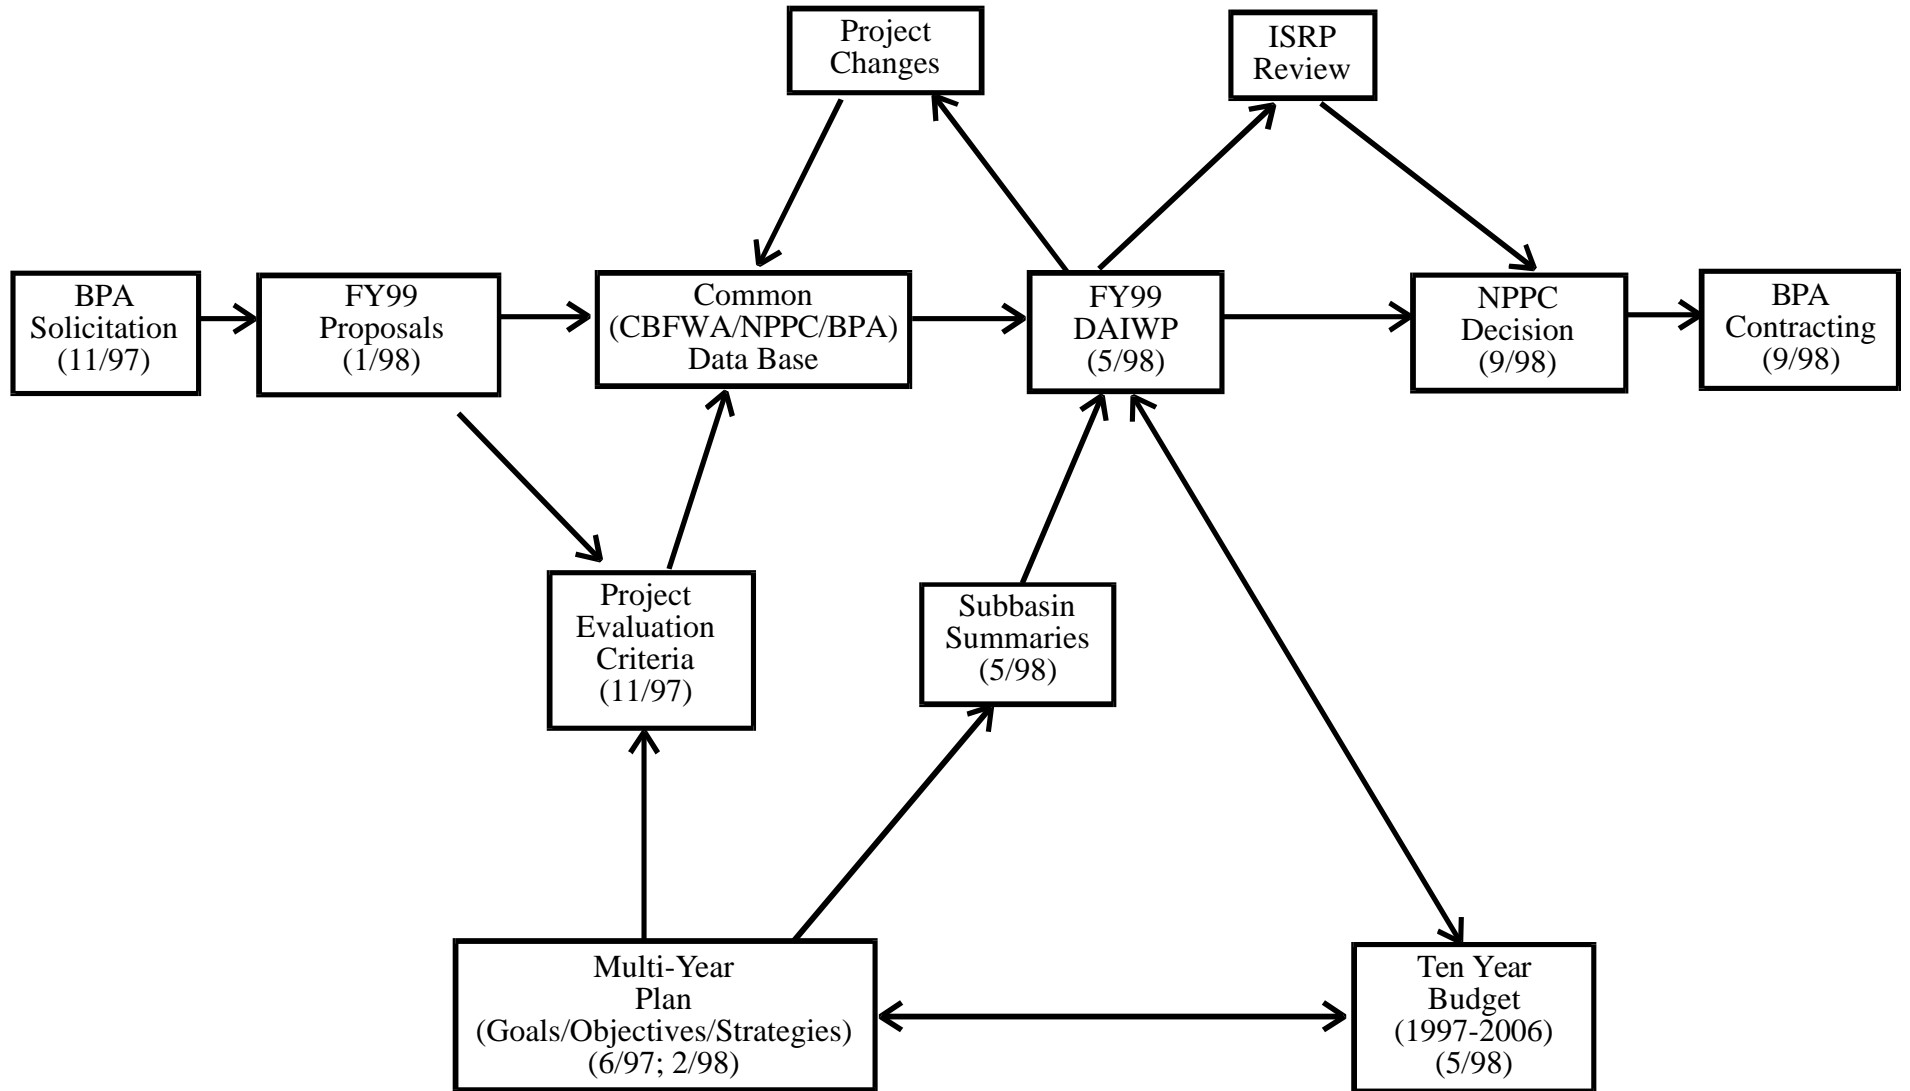 Project
Changes
ISRP
Review
BPA
Solicitation
(11/97)
FY99
Proposals
(1/98)
Common
(CBFWA/NPPC/BPA)
Data Base
FY99
DAIWP
(5/98)
NPPC
Decision
(9/98)
BPA
Contracting
(9/98)
Project
Evaluation
Criteria
(11/97)
Subbasin
Summaries
(5/98)
Multi-Year
Plan
(Goals/Objectives/Strategies)
(6/97; 2/98)
Ten Year
Budget
(1997-2006)
(5/98)